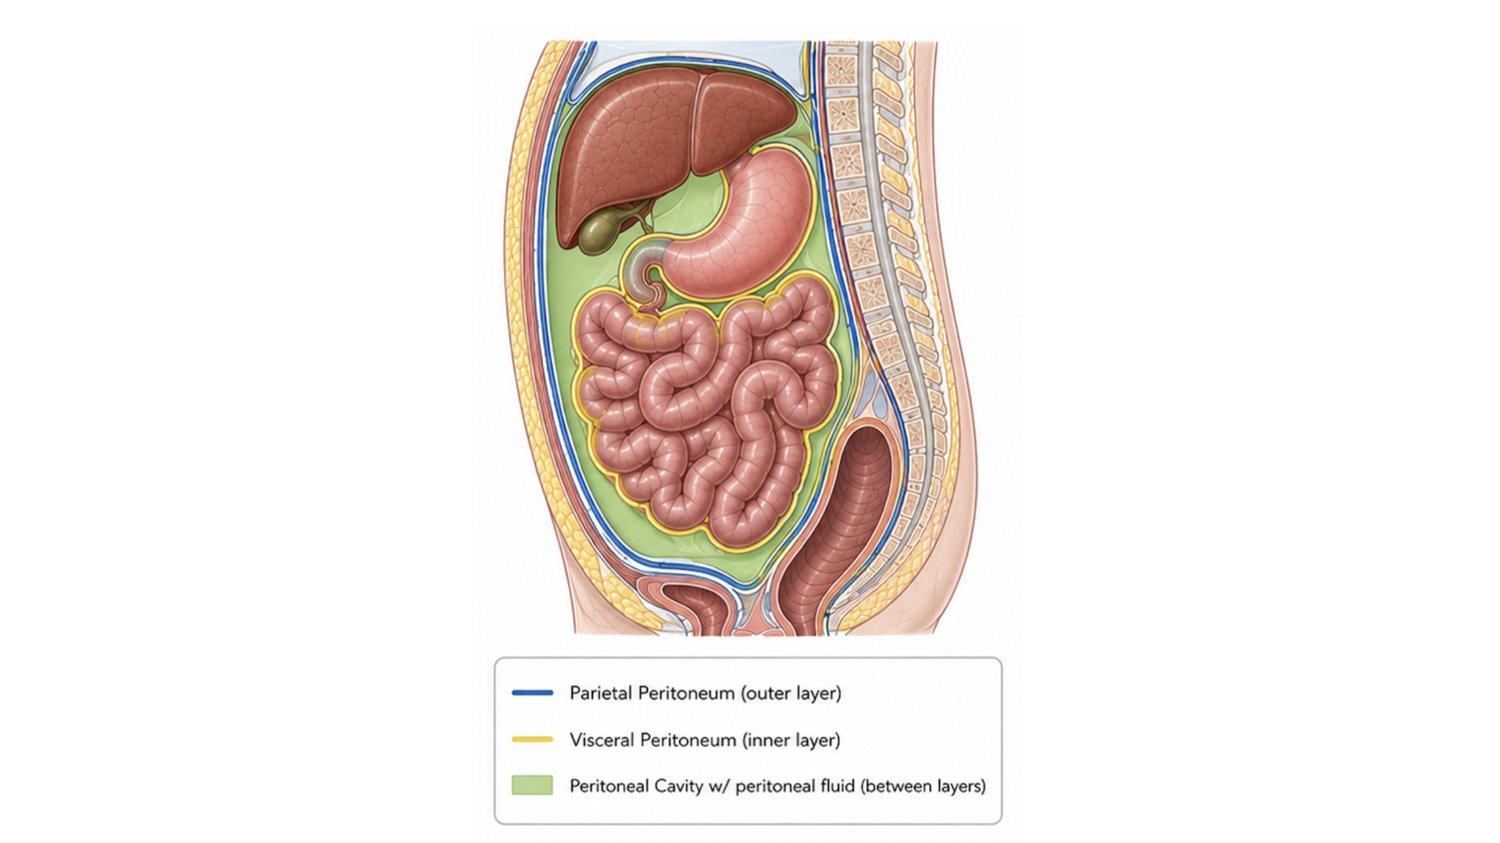 Parietal Peritoneum (outer layer)
Visceral Peritoneum (inner layer)
Peritoneal Cavity w/ peritoneal fluid (between layers)